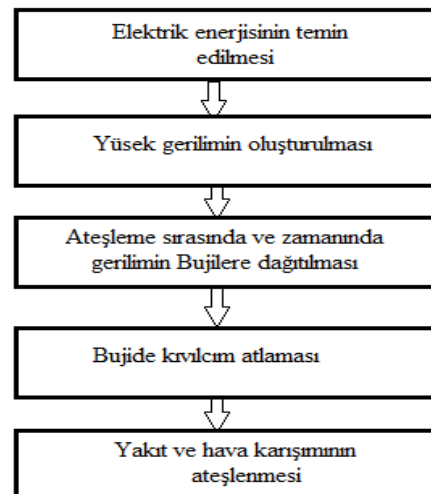 Elektrik enerjisinin temin
edilmesi
Yüsek gerilimin oluşturulması
Ateşleme sırasında ve zamanında
gerilimin Bujilere dağıtılması
Bujide kıvılcım atlaması
Yakıt ve hava karışımının
ateşlenmesi